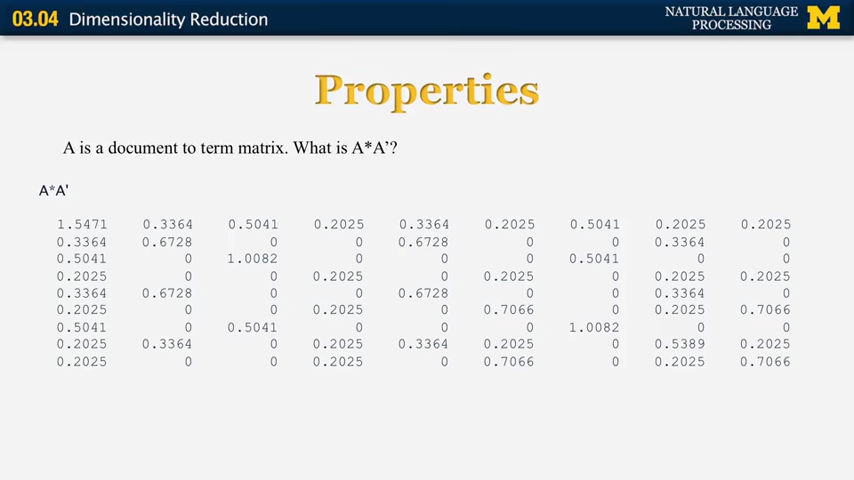 03.04 Dimensionality Reduction
NATURAL LANGUAGE
PROCESSING
M
Properties
A is a document to term matrix. What is A*A’?
A*A'
1.5471 0.3364 0.5041 0.2025 0.3364 0.2025 0.5041 0.2025 0.2025
0.3364 0.6728 0 0 0.6728 0 0 0.3364 0
0.5041 0 1.0082 0 0 0 0.5041 0 0
0.2025 0 0 0.2025 0 0.2025 0 0.2025 0.2025
0.3364 0.6728 0 0 0.6728 0 0 0.3364 0
0.2025 0 0 0.2025 0 0.7066 0 0.2025 0.7066
0.5041 0 0.5041 0 0 0 1.0082 0 0
0.2025 0.3364 0 0.2025 0.3364 0.2025 0 0.5389 0.2025
0.2025 0 0 0.2025 0 0.7066 0 0.2025 0.7066